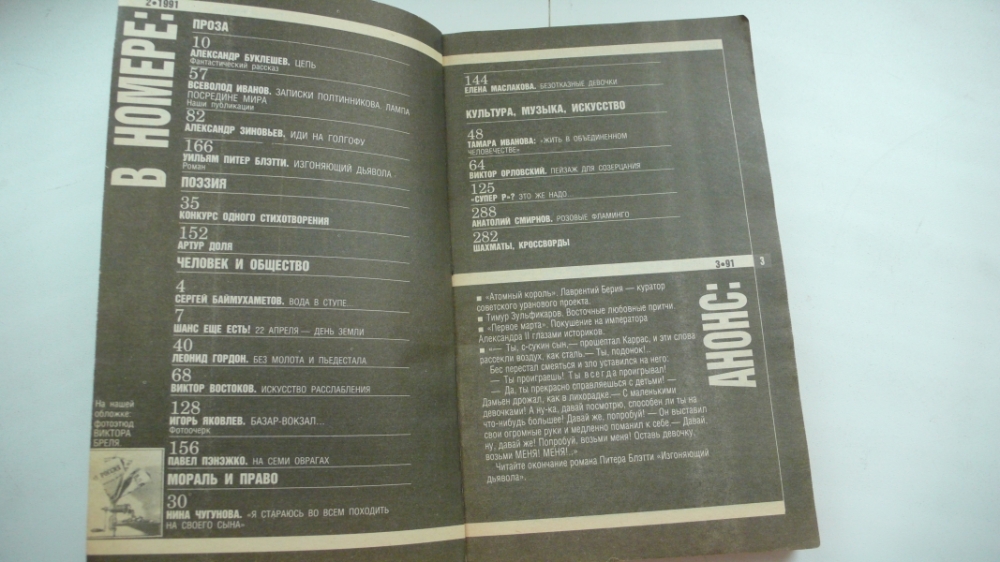 2•1991
В НОМЕРЕ:
ПРОЗА
10
АЛЕКСАНДР БУКЛЕШЕВ. ЦЕПЬ
Фантастический рассказ
57
ВСЕВОЛОД ИВАНОВ. ЗАПИСКИ ПОЛТИННИКОВА. ЛАМПА
ПОСРЕДИНЕ МИРА
Наши публикации
82
АЛЕКСАНДР ЗИНОВЬЕВ. ИДИ НА ГОЛГОФУ
166
УИЛЬЯМ ПИТЕР БЛЭТТИ. ИЗГОНЯЮЩИЙ ДЬЯВОЛА
Роман
ПОЭЗИЯ
35
КОНКУРС ОДНОГО СТИХОТВОРЕНИЯ
152
АРТУР ДОЛЯ
ЧЕЛОВЕК И ОБЩЕСТВО
4
СЕРГЕЙ БАЙМУХАМЕТОВ. ВОДА В СТУПЕ...
7
ШАНС ЕЩЕ ЕСТЬ! 22 АПРЕЛЯ — ДЕНЬ ЗЕМЛИ
40
ЛЕОНИД ГОРДОН. БЕЗ МОЛОТА И ПЬЕДЕСТАЛА
68
ВИКТОР ВОСТОКОВ. ИСКУССТВО РАССЛАБЛЕНИЯ
128
ИГОРЬ ЯКОВЛЕВ. БАЗАР-ВОКЗАЛ...
Фотоочерк
156
ПАВЕЛ ПЭНЭЖКО. НА СЕМИ ОВРАГАХ
МОРАЛЬ И ПРАВО
30
НИНА ЧУГУНОВА. «Я СТАРАЮСЬ ВО ВСЕМ ПОХОДИТЬ
НА СВОЕГО СЫНА»
На нашей
обложке:
фотоэтюд
ВИКТОРА
БРЕЛЯ
144
ЕЛЕНА МАСЛАКОВА. БЕЗОТКАЗНЫЕ ДЕВОЧКИ
КУЛЬТУРА, МУЗЫКА, ИСКУССТВО
48
ТАМАРА ИВАНОВА: «ЖИТЬ В ОБЪЕДИНЕННОМ
ЧЕЛОВЕЧЕСТВЕ»
64
ВИКТОР ОРЛОВСКИЙ. ПЕЙЗАЖ ДЛЯ СОЗЕРЦАНИЯ
125
«СУПЕР Р»? ЭТО ЖЕ НАДО...
288
АНАТОЛИЙ СМИРНОВ. РОЗОВЫЕ ФЛАМИНГО
282
ШАХМАТЫ, КРОССВОРДЫ
3•91 3
АНОНС:
■ «Атомный король». Лаврентий Берия — куратор
советского уранового проекта.
■ Тимур Зульфикаров. Восточные любовные притчи.
■ «Первое марта». Покушение на императора
Александра II глазами историков.
■ «— Ты, с-сукин сын,— прошептал Каррас, и эти слова
рассекли воздух, как сталь.— Ты, подонок!..
Бес перестал смеяться и зло уставился на него.
— Ты проиграешь! Ты всегда проигрывал!
— Да, ты прекрасно справляешься с детьми! —
Дэмьен дрожал, как в лихорадке.— С маленькими
девочками! А ну-ка, давай посмотрю, способен ли ты на
что-нибудь большее! Давай же, попробуй! — Он выставил
свои огромные руки и медленно поманил к себе.— Давай,
ну, давай же! Попробуй, возьми меня! Оставь девочку,
возьми МЕНЯ! МЕНЯ!..»
Читайте окончание романа Питера Блэтти «Изгоняющий
дьявола».